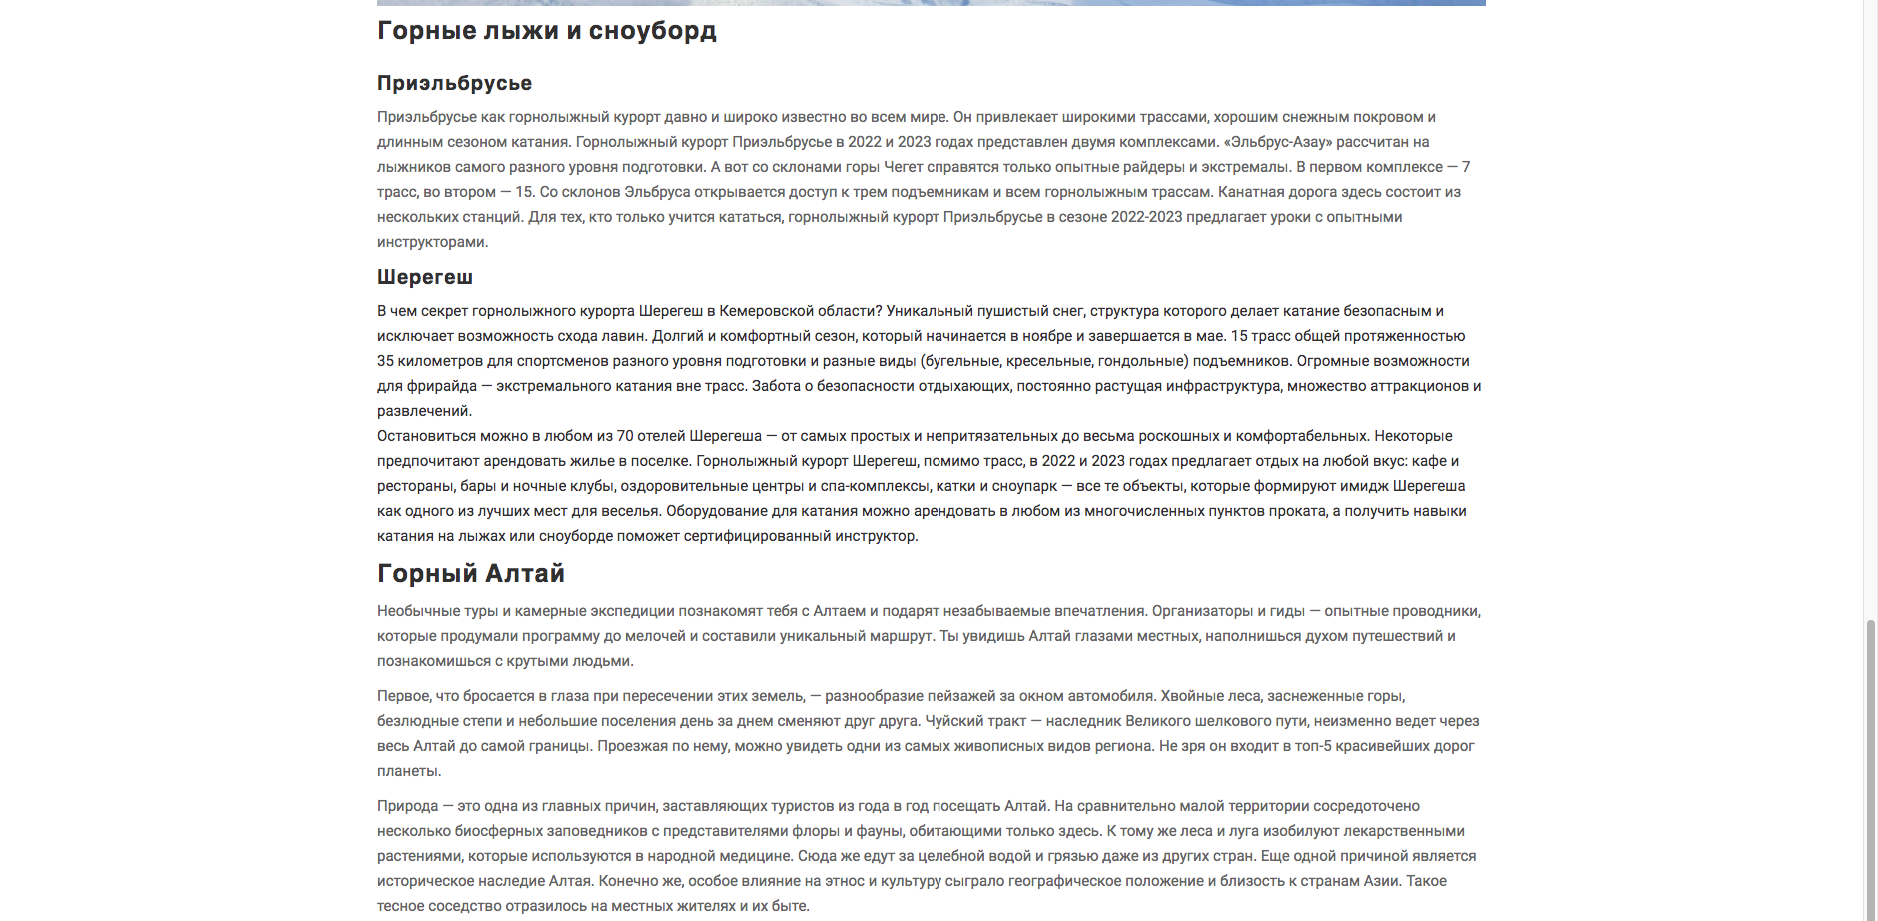 Горные лыжи и сноуборд
Приэльбрусье
Приэльбрусье как горнолыжный курорт давно и широко известно во всем мире. Он привлекает широкими трассами, хорошим снежным покровом и
длинным сезоном катания. Горнолыжный курорт Приэльбрусье в 2022 и 2023 годах представлен двумя комплексами. «Эльбрус-Азау» рассчитан на
лыжников самого разного уровня подготовки. А вот со склонами горы Чегет справятся только опытные райдеры и экстремалы. В первом комплексе — 7
трасс, во втором — 15. Со склонов Эльбруса открывается доступ к трем подъемникам и всем горнолыжным трассам. Канатная дорога здесь состоит из
нескольких станций. Для тех, кто только учится кататься, горнолыжный курорт Приэльбрусье в сезоне 2022-2023 предлагает уроки с опытными
инструкторами.
Шерегеш
В чем секрет горнолыжного курорта Шерегеш в Кемеровской области? Уникальный пушистый снег, структура которого делает катание безопасным и
исключает возможность схода лавин. Долгий и комфортный сезон, который начинается в ноябре и завершается в мае. 15 трасс общей протяженностью
35 километров для спортсменов разного уровня подготовки и разные виды (бугельные, кресельные, гондольные) подъемников. Огромные возможности
для фрирайда — экстремального катания вне трасс. Забота о безопасности отдыхающих, постоянно растущая инфраструктура, множество аттракционов и
развлечений.
Остановиться можно в любом из 70 отелей Шерегеша — от самых простых и непритязательных до весьма роскошных и комфортабельных. Некоторые
предпочитают арендовать жилье в поселке. Горнолыжный курорт Шерегеш, помимо трасс, в 2022 и 2023 годах предлагает отдых на любой вкус: кафе и
рестораны, бары и ночные клубы, оздоровительные центры и спа-комплексы, катки и сноупарк — все те объекты, которые формируют имидж Шерегеша
как одного из лучших мест для веселья. Оборудование для катания можно арендовать в любом из многочисленных пунктов проката, а получить навыки
катания на лыжах или сноуборде поможет сертифицированный инструктор.
Горный Алтай
Необычные туры и камерные экспедиции познакомят тебя с Алтаем и подарят незабываемые впечатления. Организаторы и гиды — опытные проводники,
которые продумали программу до мелочей и составили уникальный маршрут. Ты увидишь Алтай глазами местных, наполнишься духом путешествий и
познакомишься с крутыми людьми.
Первое, что бросается в глаза при пересечении этих земель, — разнообразие пейзажей за окном автомобиля. Хвойные леса, заснеженные горы,
безлюдные степи и небольшие поселения день за днем сменяют друг друга. Чуйский тракт — наследник Великого шелкового пути, неизменно ведет через
весь Алтай до самой границы. Проезжая по нему, можно увидеть одни из самых живописных видов региона. Не зря он входит в топ-5 красивейших дорог
планеты.
Природа — это одна из главных причин, заставляющих туристов из года в год посещать Алтай. На сравнительно малой территории сосредоточено
несколько биосферных заповедников с представителями флоры и фауны, обитающими только здесь. К тому же леса и луга изобилуют лекарственными
растениями, которые используются в народной медицине. Сюда же едут за целебной водой и грязью даже из других стран. Еще одной причиной является
историческое наследие Алтая. Конечно же, особое влияние на этнос и культуру сыграло географическое положение и близость к странам Азии. Такое
тесное соседство отразилось на местных жителях и их быте.